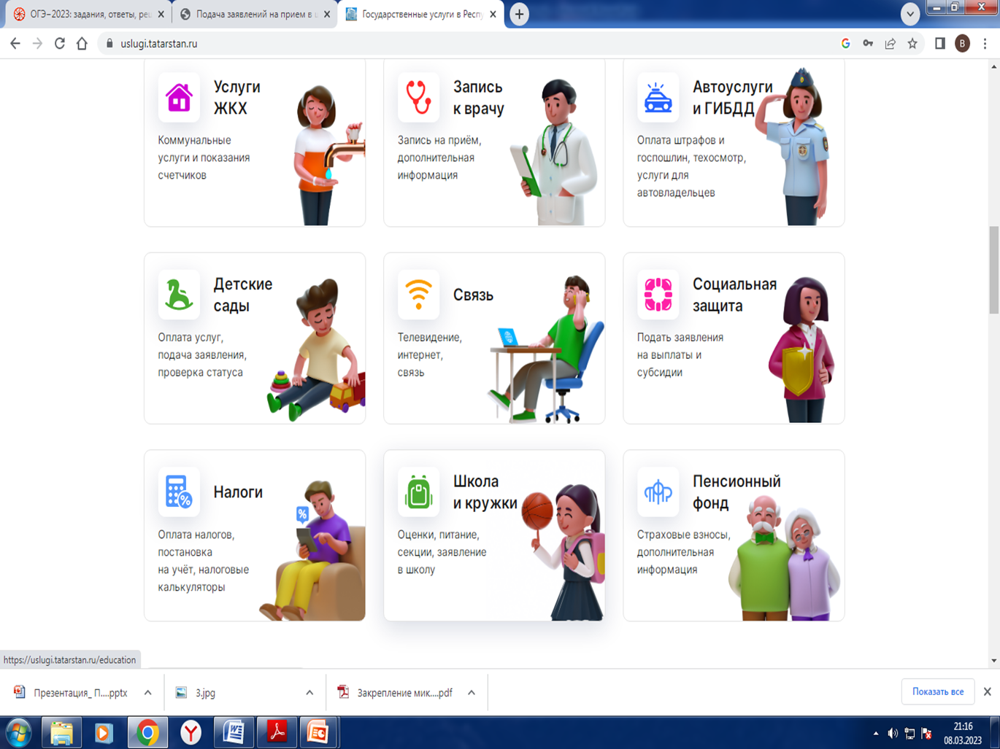 ОГЭ–2023: задания, ответы, реш
Подача заявлений на прием в ш
Государственные услуги в Респу
uslugi.tatarstan.ru
B
Услуги
ЖКХ
Коммунальные
услуги и показания
счетчиков
Запись
к врачу
Запись на приём,
дополнительная
информация
Автоуслуги
и ГИБДД
Оплата штрафов и
госпошлин, техосмотр,
услуги для
автовладельцев
Детские
сады
Оплата услуг,
подача заявления,
проверка статуса
Связь
Телевидение,
интернет,
связь
Социальная
защита
Подать заявления
на выплаты и
субсидии
Налоги
Оплата налогов,
постановка
на учёт, налоговые
калькуляторы
Школа
и кружки
Оценки, питание,
секции, заявление
в школу
Пенсионный
фонд
Страховые взносы,
дополнительная
информация
https://uslugi.tatarstan.ru/education
Презентация_ П....pptx
3.jpg
Закрепление мик....pdf
Показать все
21:16
08.03.2023